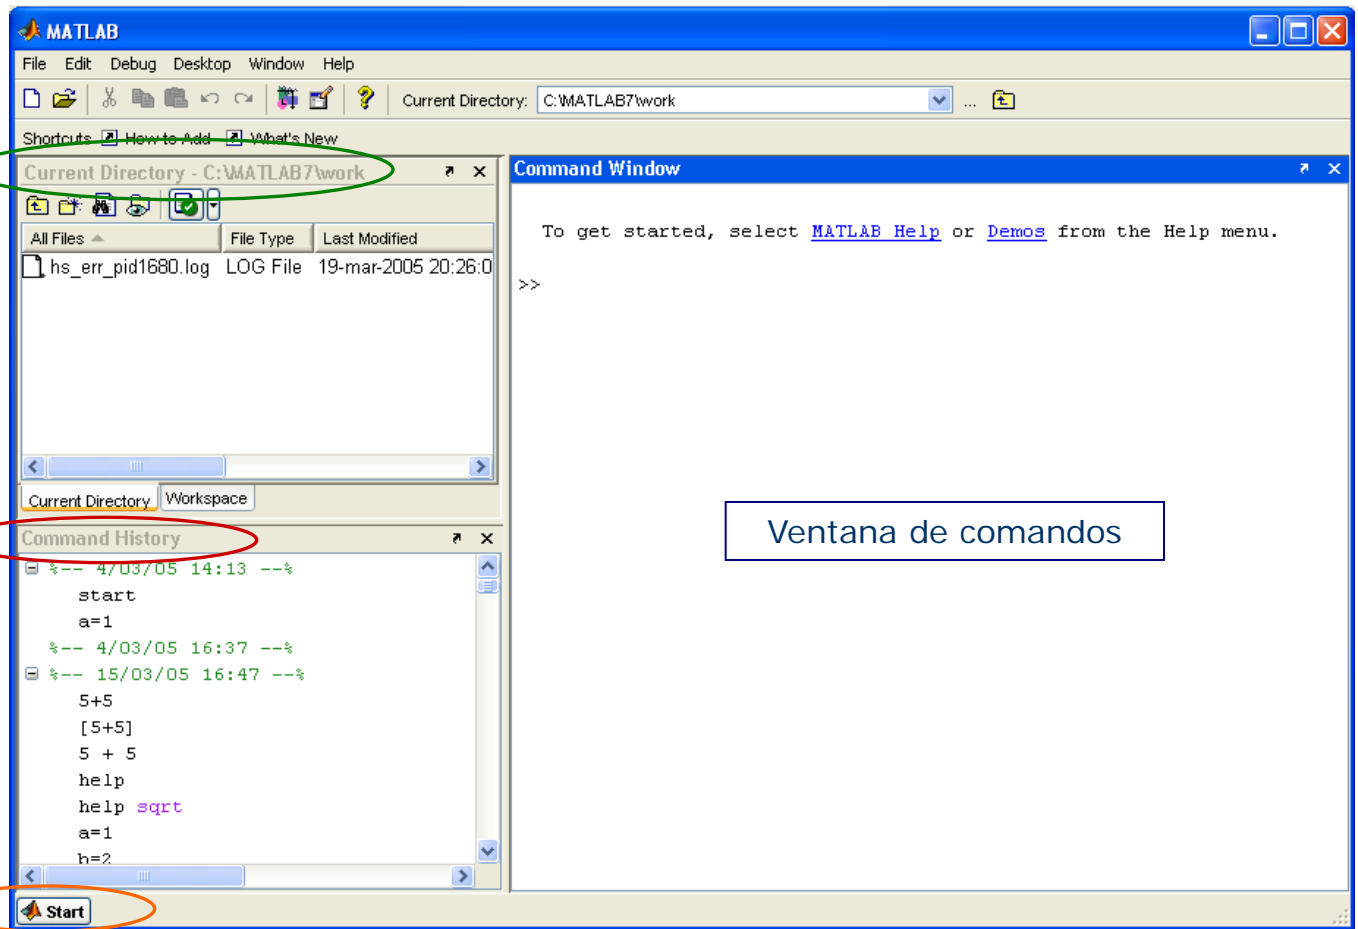 MATLAB
File Edit Debug Desktop Window Help
Current Directory: C:\MATLAB7\work ...
Shortcuts How to Add What's New
Current Directory - C:\MATLAB7\work
All Files File Type Last Modified
hs_err_pid1680.log LOG File 19-mar-2005 20:26:0
Current Directory Workspace
Command History
%-- 4/03/05 14:13 --%
start
a=1
%-- 4/03/05 16:37 --%
%-- 15/03/05 16:47 --%
5+5
[5+5]
5 + 5
help
help sqrt
a=1
b=2
Start
Command Window
To get started, select MATLAB Help or Demos from the Help menu.
>>
Ventana de comandos